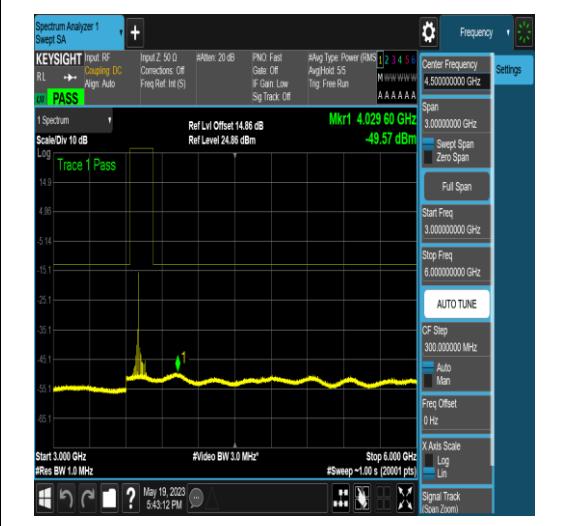 Spectrum Analyzer 1
Swept SA
+
Frequency
KEYSIGHT
RL
Input: RF
Coupling: DC
Align: Auto
Input Z: 50 Ω
Corrections: Off
Freq Ref: Int (S)
#Atten: 20 dB
PNO: Fast
Gate: Off
IF Gain: Low
Sig Track: Off
#Avg Type: Power (RMS
Avg|Hold: 5/5
Trig: Free Run
1 2 3 4 5 6
M W W W W W
A A A A A A
PASS
1 Spectrum
Scale/Div 10 dB
Ref Lvl Offset 14.86 dB
Ref Level 24.86 dBm
Mkr1 4.029 60 GHz
-49.57 dBm
Log
Trace 1 Pass
14.9
4.86
-5.14
-15.1
-25.1
-35.1
-45.1
-55.1
-65.1
1
Start 3.000 GHz
#Res BW 1.0 MHz
#Video BW 3.0 MHz*
Stop 6.000 GHz
#Sweep ~1.00 s (20001 pts)
?
May 19, 2023
5:43:12 PM
Center Frequency
4.500000000 GHz
Settings
Span
3.00000000 GHz
Swept Span
Zero Span
Full Span
Start Freq
3.000000000 GHz
Stop Freq
6.000000000 GHz
AUTO TUNE
CF Step
300.000000 MHz
Auto
Man
Freq Offset
0 Hz
X Axis Scale
Log
Lin
Signal Track
(Span Zoom)